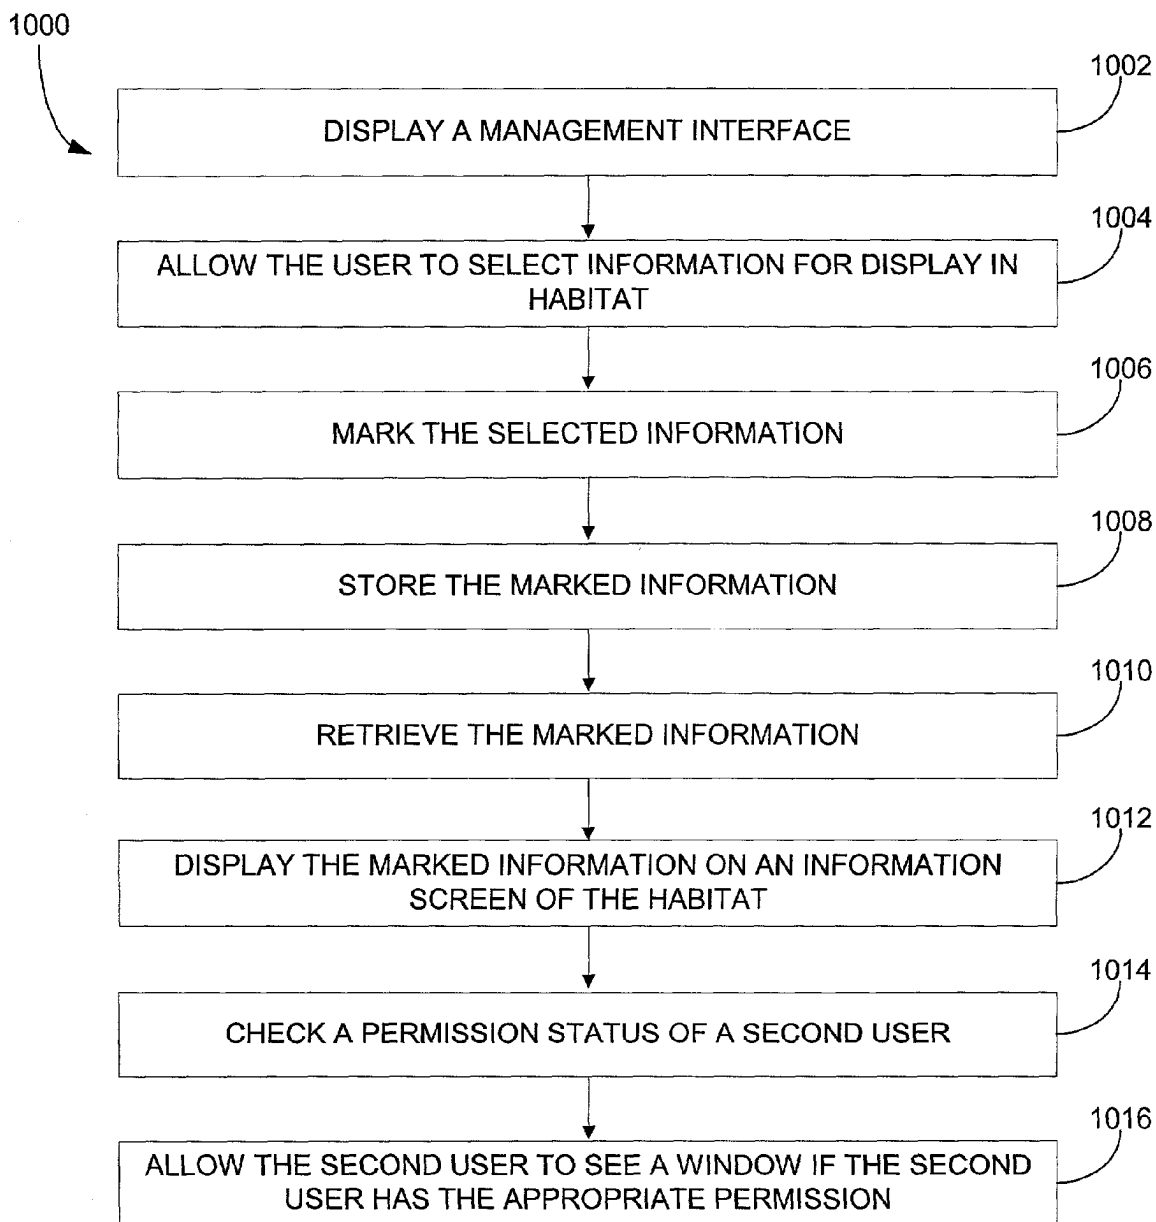 1000
1002
DISPLAY A MANAGEMENT INTERFACE
1004
ALLOW THE USER TO SELECT INFORMATION FOR DISPLAY IN
HABITAT
1006
MARK THE SELECTED INFORMATION
1008
STORE THE MARKED INFORMATION
1010
RETRIEVE THE MARKED INFORMATION
1012
DISPLAY THE MARKED INFORMATION ON AN INFORMATION
SCREEN OF THE HABITAT
1014
CHECK A PERMISSION STATUS OF A SECOND USER
1016
ALLOW THE SECOND USER TO SEE A WINDOW IF THE SECOND
USER HAS THE APPROPRIATE PERMISSION